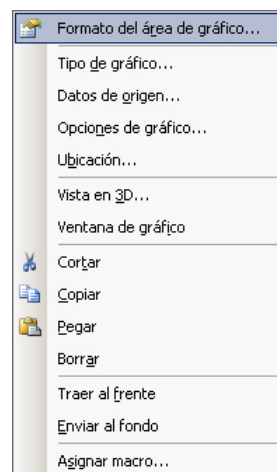 Formato del área de gráfico...
Tipo de gráfico...
Datos de origen...
Opciones de gráfico...
Ubicación...
Vista en 3D...
Ventana de gráfico
Cortar
Copiar
Pegar
Borrar
Traer al frente
Enviar al fondo
Asignar macro...